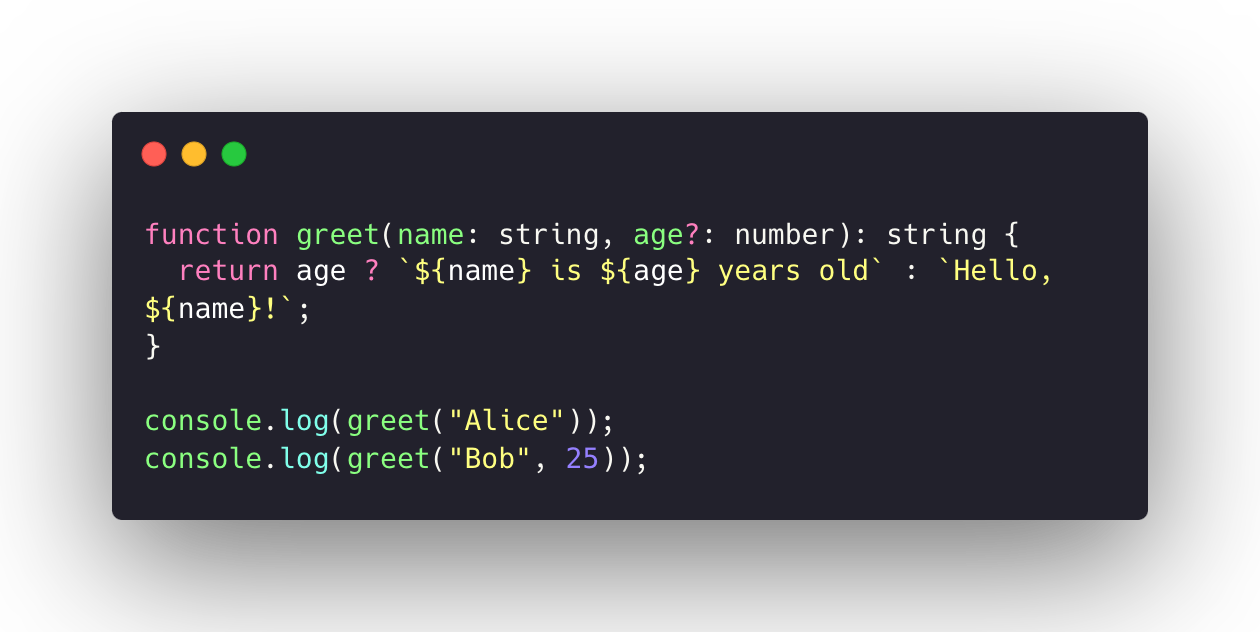 function greet(name: string, age?: number): string {
  return age ? `${name} is ${age} years old` : `Hello,
${name}!`;
}

console.log(greet("Alice"));
console.log(greet("Bob", 25));